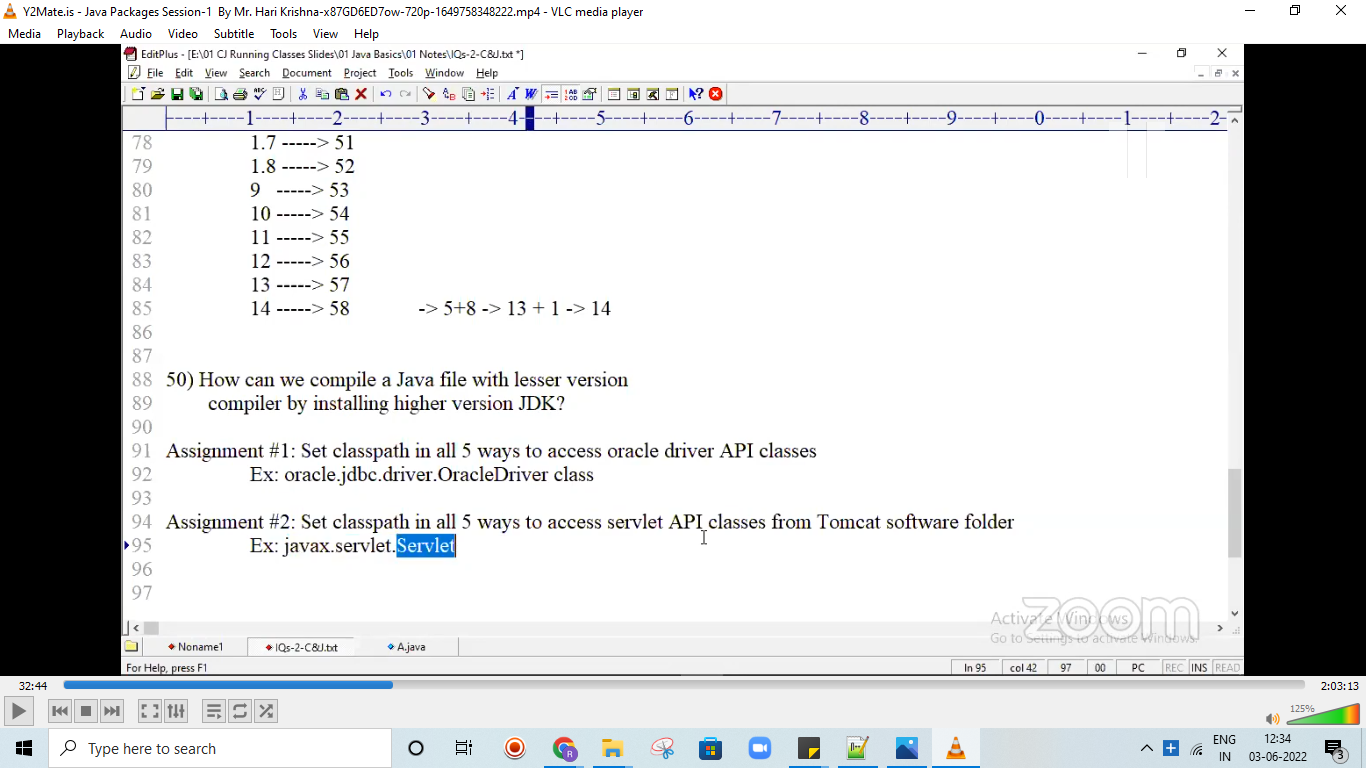 Y2Mate.is - Java Packages Session-1 By Mr. Hari Krishna-x87GD6ED7ow-720p-1649758348222.mp4 - VLC media player
Media Playback Audio Video Subtitle Tools View Help
EditPlus - [E:\01 CJ Running Classes Slides\01 Java Basics\01 Notes\IQs-2-C&J.txt *]
File Edit View Search Document Project Tools Window Help
----+----1----+----2----+----3----+----4----+----5----+----6----+----7----+----8----+----9----+----0----+----1----+----2-
78 1.7 -----> 51
79 1.8 -----> 52
80 9 -----> 53
81 10 -----> 54
82 11 -----> 55
83 12 -----> 56
84 13 -----> 57
85 14 -----> 58 -> 5+8 -> 13 + 1 -> 14
86
87
88 50) How can we compile a Java file with lesser version
89 compiler by installing higher version JDK?
90
91 Assignment #1: Set classpath in all 5 ways to access oracle driver API classes
92 Ex: oracle.jdbc.driver.OracleDriver class
93
94 Assignment #2: Set classpath in all 5 ways to access servlet API classes from Tomcat software folder
95 Ex: javax.servlet.Servlet
96
97
zoom
Activate Windows
Go to Settings to activate Windows.
Noname1 IQs-2-C&J.txt A.java
For Help, press F1 ln 95 col 42 97 00 PC REC INS READ
32:44 2:03:13
125%
Type here to search
ENG 12:34
IN 03-06-2022 3